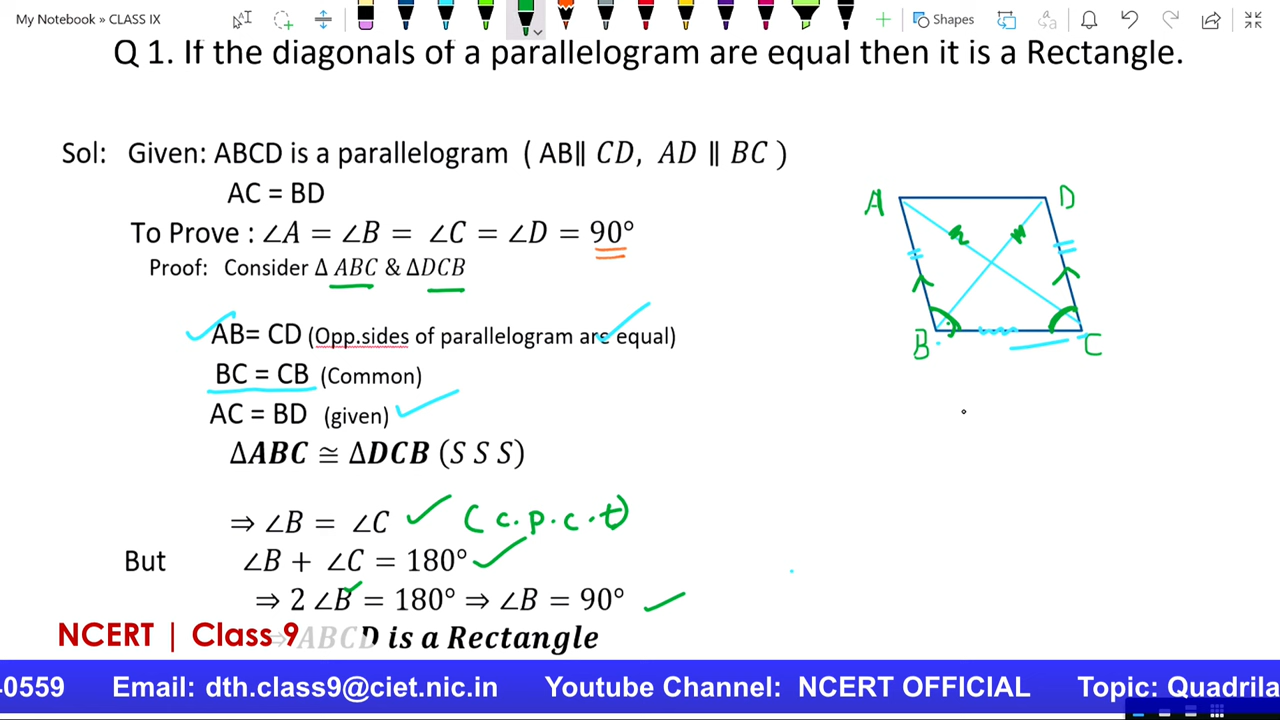 My Notebook » CLASS IX
Shapes
Q 1. If the diagonals of a parallelogram are equal then it is a Rectangle.
Sol: Given: ABCD is a parallelogram ( AB∥ CD, AD ∥ BC )
AC = BD
To Prove : ∠A = ∠B = ∠C = ∠D = 90°
Proof: Consider Δ ABC & ΔDCB
AB= CD (Opp.sides of parallelogram are equal)
BC = CB (Common)
AC = BD (given)
ΔABC ≅ ΔDCB (S S S)
⇒ ∠B = ∠C (c.p.c.t)
But ∠B + ∠C = 180°
⇒ 2 ∠B = 180° ⇒ ∠B = 90°
⇒ ABCD is a Rectangle
A D
B C
NCERT | Class 9
-0559 Email: dth.class9@ciet.nic.in Youtube Channel: NCERT OFFICIAL Topic: Quadrila